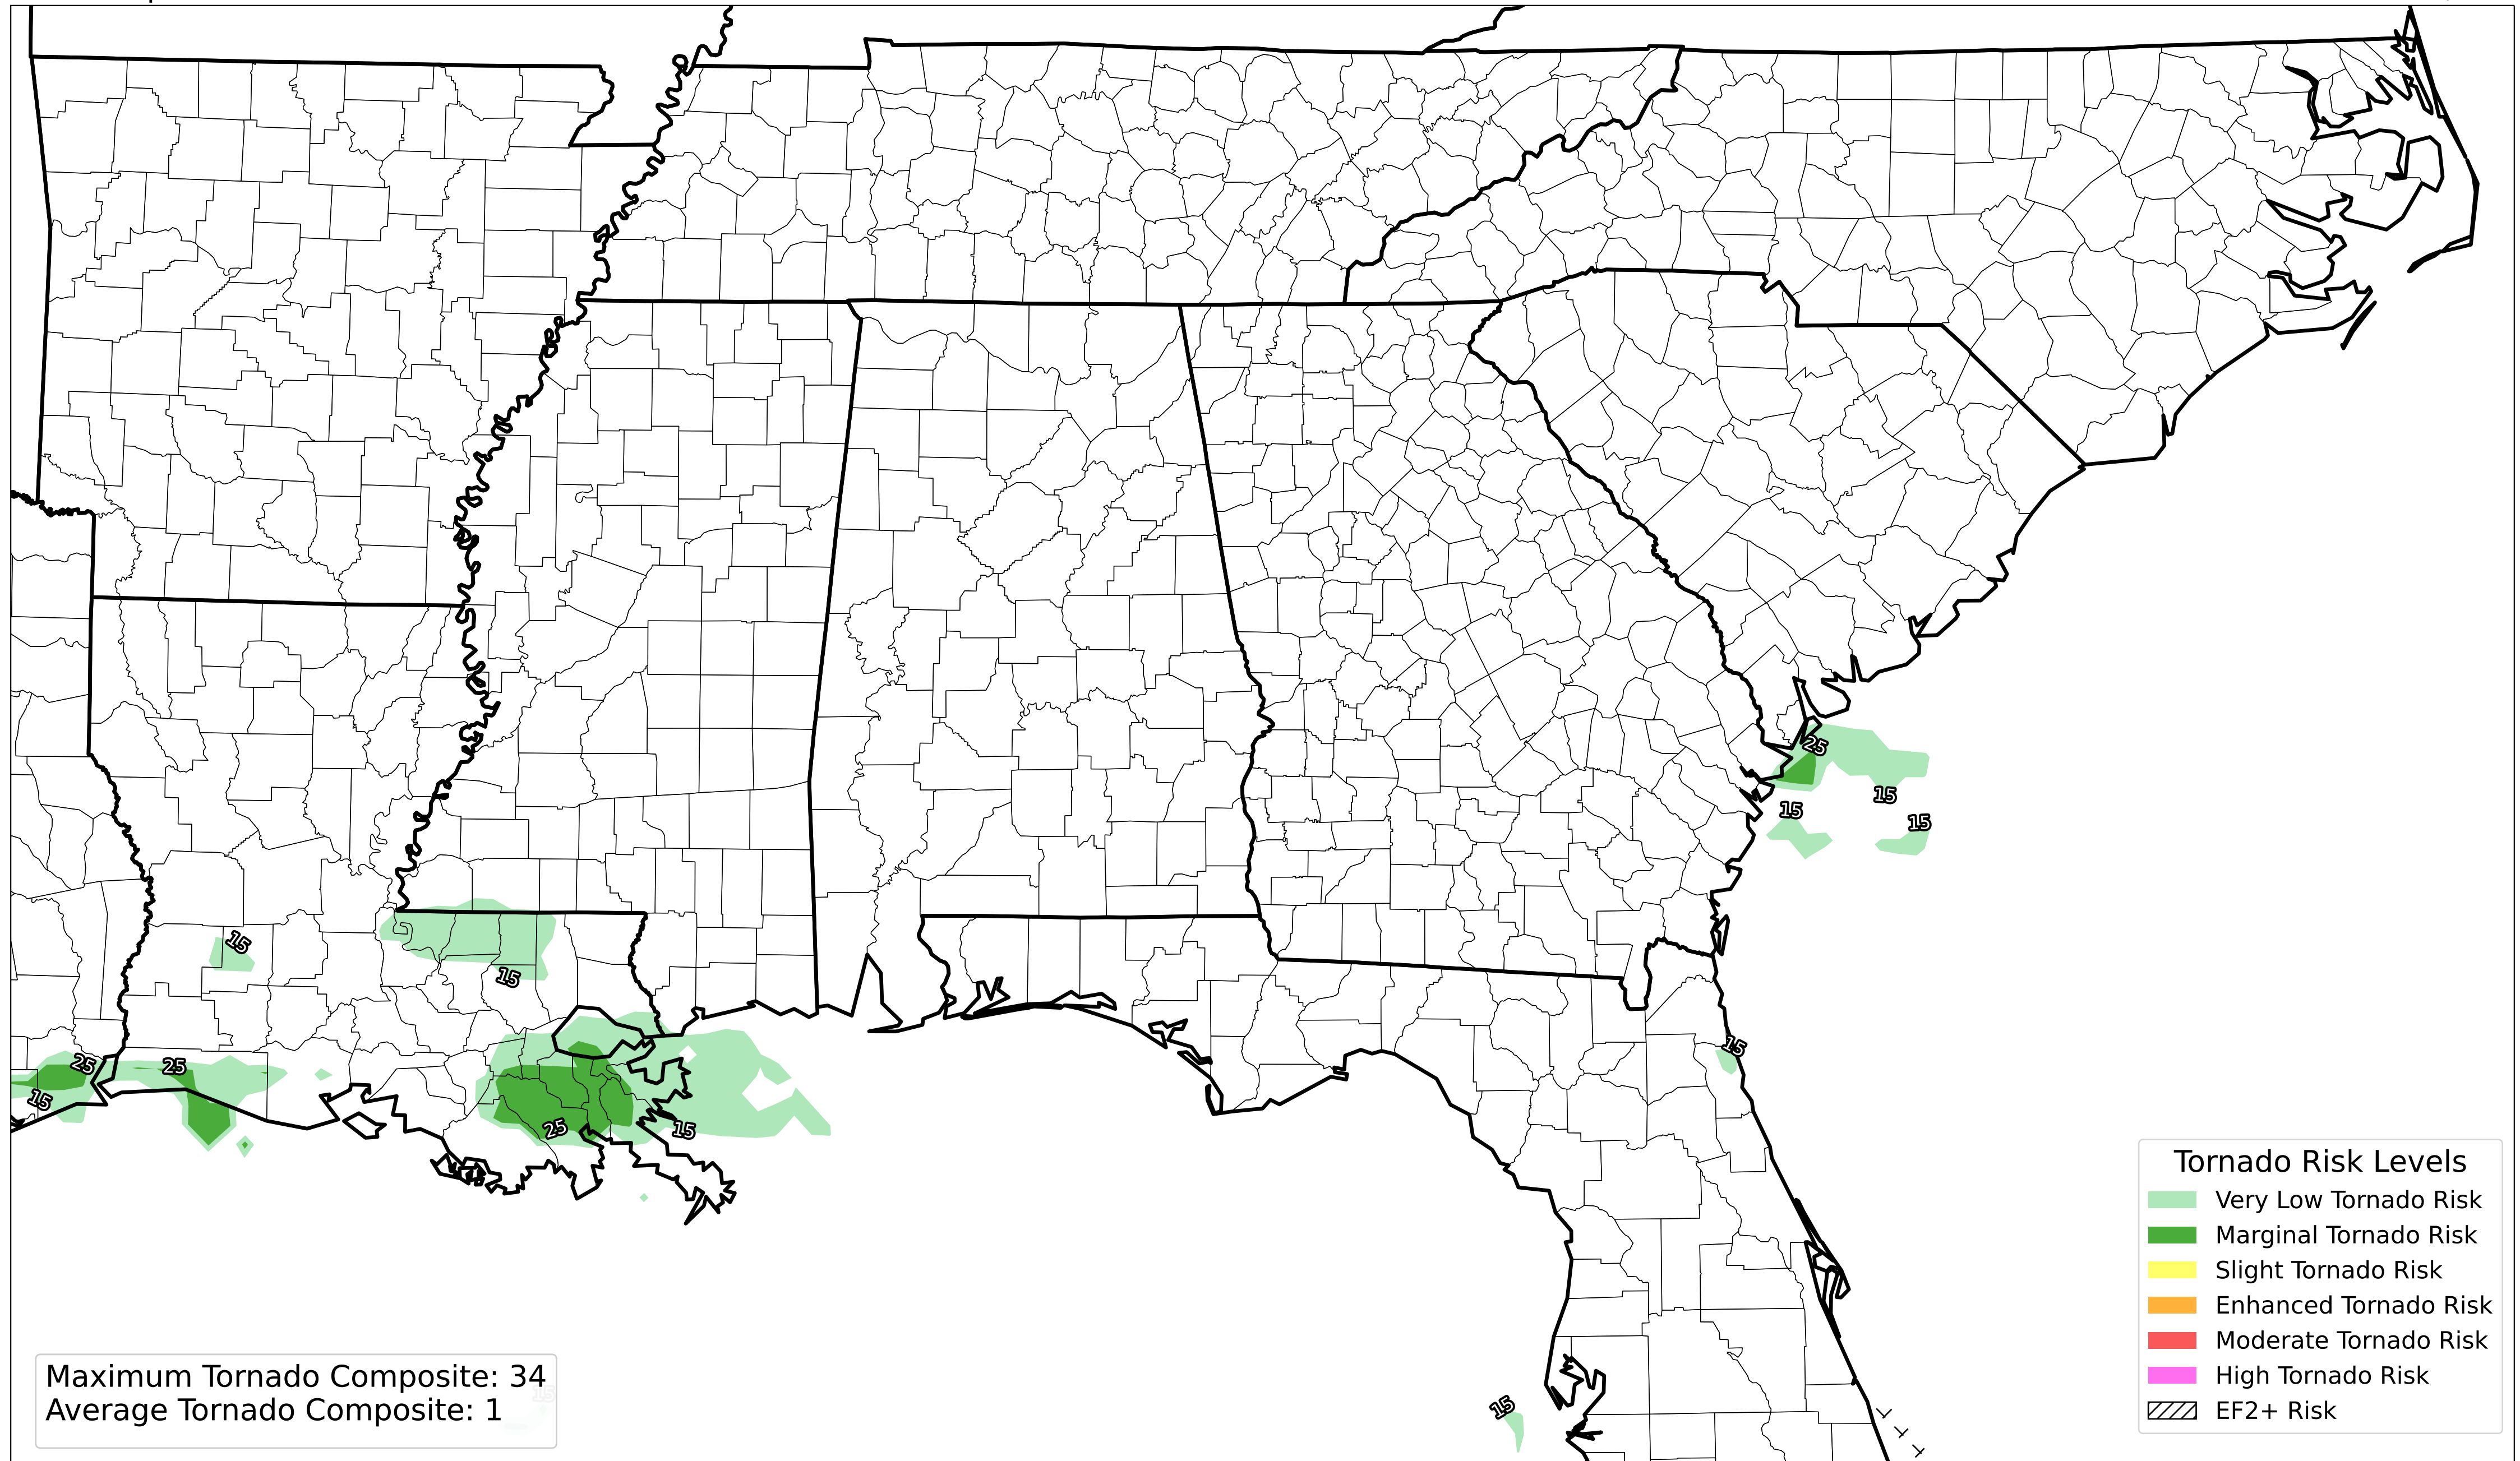 25
15
15
15
15
15
25
25
15
15
25
15
15
Maximum Tornado Composite: 34
Average Tornado Composite: 1
Tornado Risk Levels
Very Low Tornado Risk
Marginal Tornado Risk
Slight Tornado Risk
Enhanced Tornado Risk
Moderate Tornado Risk
High Tornado Risk
EF2+ Risk